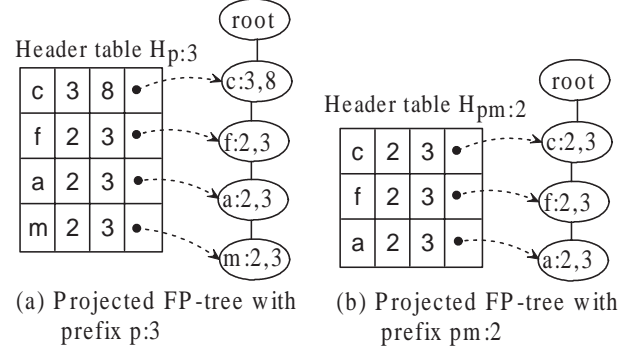 root
Header table Hp:3
c 3 8
c:3,8
f 2 3
f:2,3
a 2 3
a:2,3
m 2 3
m:2,3
(a) Projected FP-tree with
prefix p:3
root
Header table Hpm:2
c 2 3
c:2,3
f 2 3
f:2,3
a 2 3
a:2,3
(b) Projected FP-tree with
prefix pm:2